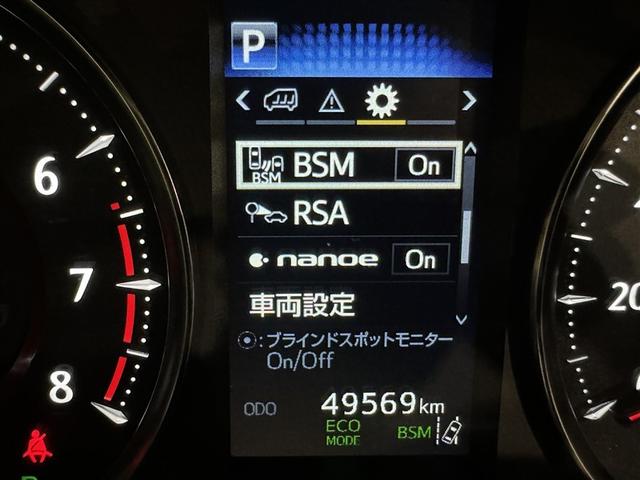 P
BSM BSM On
RSA
nanoe On
車両設定
:ブラインドスポットモニター
On/Off
ODO 49569km
ECO
MODE BSM
6
7
8
20